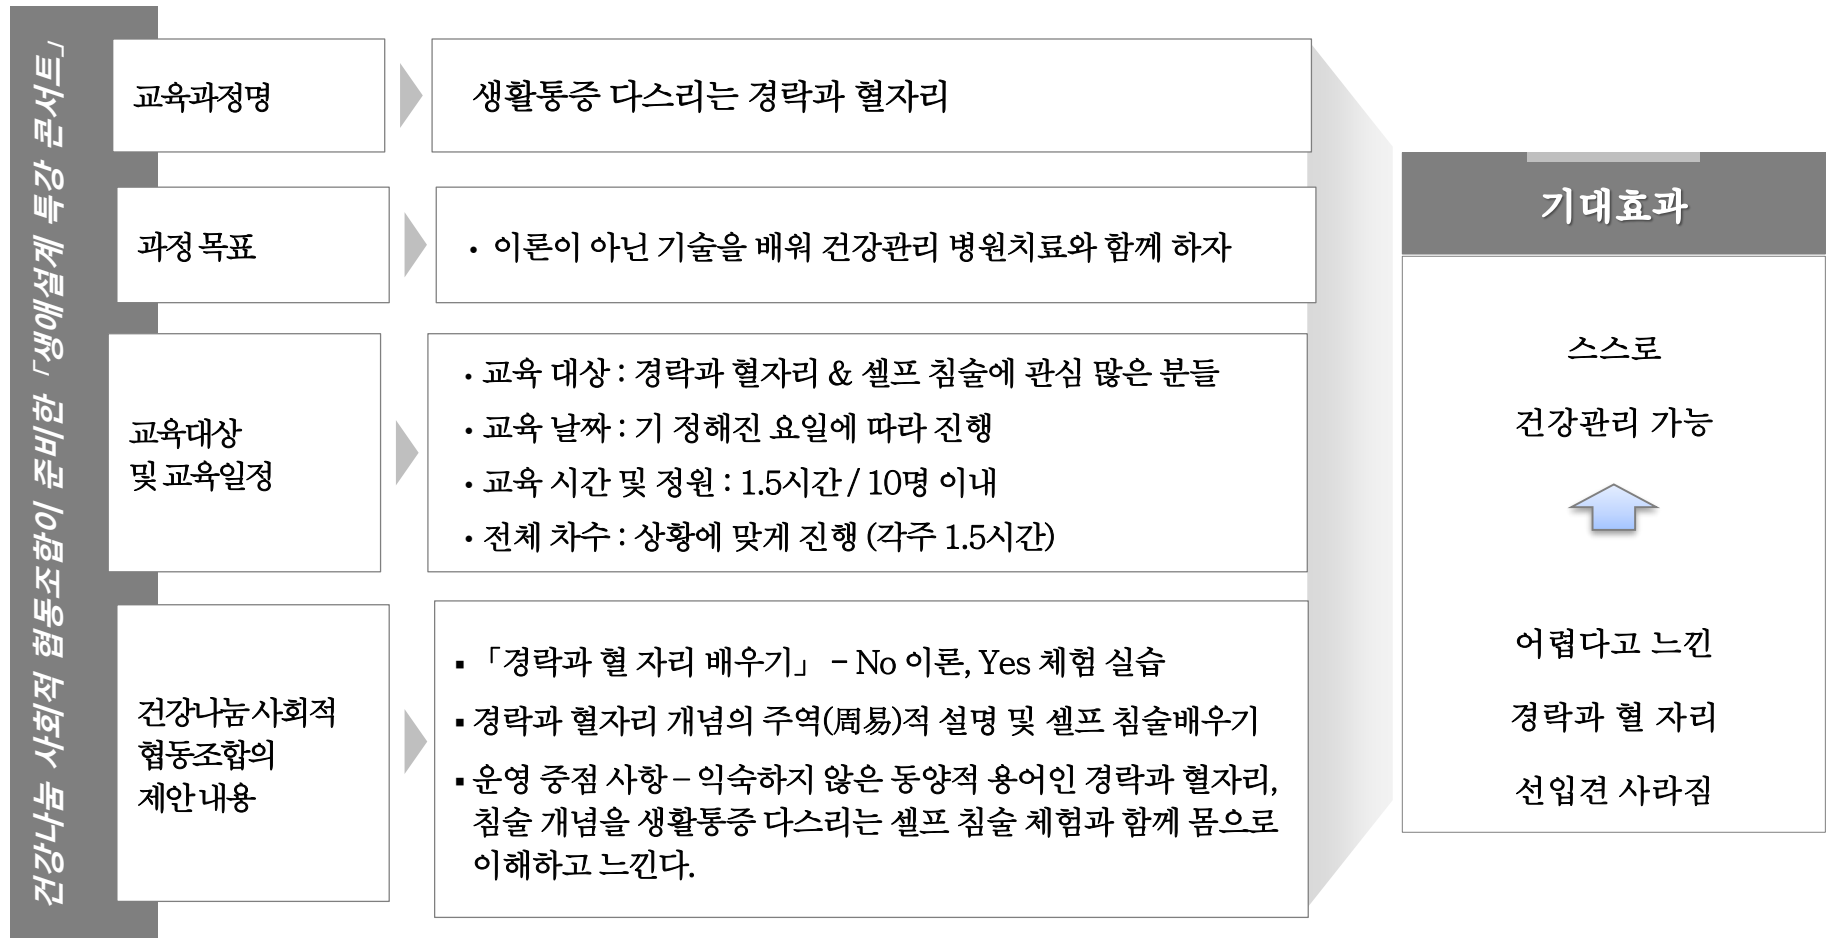 건강나눔 사회적 협동조합이 준비한 「생애설계 특강 콘서트」
교육과정명
생활통증 다스리는 경락과 혈자리
과정 목표
• 이론이 아닌 기술을 배워 건강관리 병원치료와 함께 하자
교육대상
및 교육일정
• 교육 대상 : 경락과 혈자리 & 셀프 침술에 관심 많은 분들
• 교육 날짜 : 기 정해진 요일에 따라 진행
• 교육 시간 및 정원 : 1.5시간 / 10명 이내
• 전체 차수 : 상황에 맞게 진행 (각주 1.5시간)
건강나눔 사회적
협동조합의
제안 내용
▪ 「경락과 혈 자리 배우기」 – No 이론, Yes 체험 실습
▪ 경락과 혈자리 개념의 주역(周易)적 설명 및 셀프 침술배우기
▪ 운영 중점 사항 – 익숙하지 않은 동양적 용어인 경락과 혈자리,
침술 개념을 생활통증 다스리는 셀프 침술 체험과 함께 몸으로
이해하고 느낀다.
기대효과
스스로
건강관리 가능
어렵다고 느낀
경락과 혈 자리
선입견 사라짐